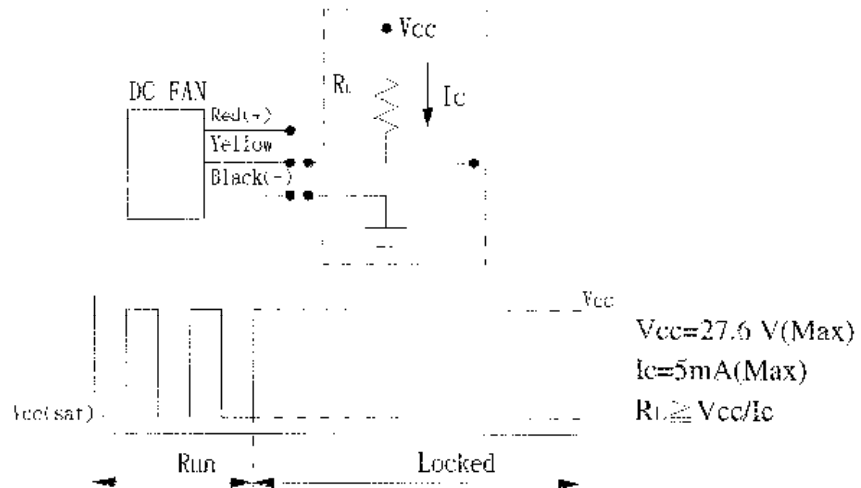 Vcc
DC FAN
RL
Ic
Red(+)
Yellow
Black(-)
Vcc
Vcc=27.6 V(Max)
Ic=5mA(Max)
RL≧Vcc/Ic
Vce(sat)
Run
Locked